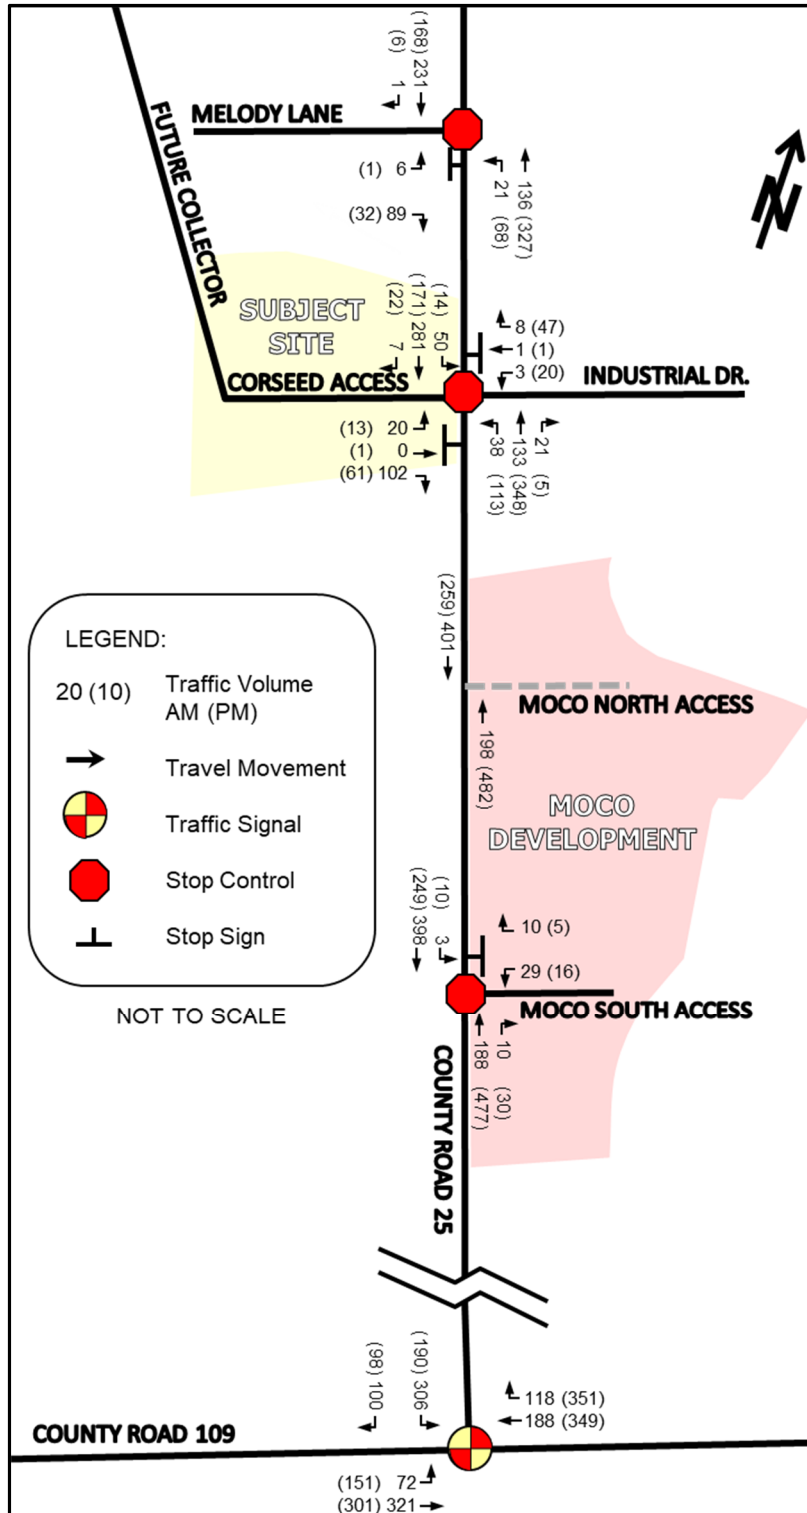 (168) 231
(6) 1
MELODY LANE
FUTURE COLLECTOR
(1) 6
(32) 89
21 (68)
136 (327)
N
SUBJECT
SITE
(22) 7
(171) 281
(14) 50
8 (47)
1 (1)
3 (20)
CORSEED ACCESS
INDUSTRIAL DR.
(13) 20
(1) 0
(61) 102
38 (113)
133 (348)
21 (5)
(259) 401
LEGEND:
20 (10)
Traffic Volume
AM (PM)
Travel Movement
Traffic Signal
Stop Control
Stop Sign
NOT TO SCALE
MOCO NORTH ACCESS
198 (482)
MOCO
DEVELOPMENT
(249) 398
(10) 3
10 (5)
29 (16)
MOCO SOUTH ACCESS
188 (477)
10 (30)
COUNTY ROAD 25
(98) 100
(190) 306
118 (351)
188 (349)
COUNTY ROAD 109
(151) 72
(301) 321